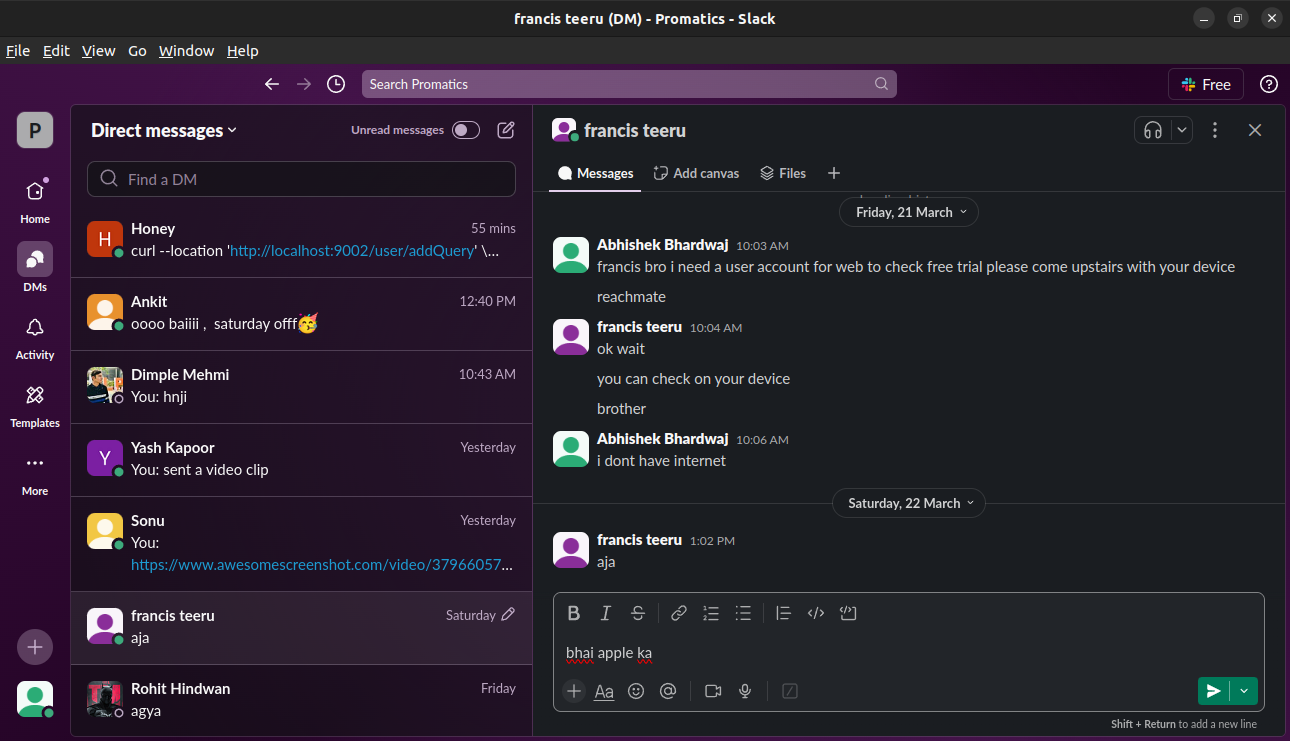 francis teeru (DM) - Promatics - Slack
File Edit View Go Window Help
Search Promatics
Free
P
Home
DMs
Activity
Templates
More
Direct messages
Unread messages
Find a DM
Honey 55 mins
H
curl --location 'http://localhost:9002/user/addQuery' \...
Ankit 12:40 PM
oooo baiiii , saturday offf🥳
Dimple Mehmi 10:43 AM
You: hnji
Yash Kapoor Yesterday
Y
You: sent a video clip
Sonu Yesterday
You:
https://www.awesomescreenshot.com/video/37966057...
francis teeru Saturday
aja
Rohit Hindwan Friday
agya
francis teeru
Messages Add canvas Files
Friday, 21 March
Abhishek Bhardwaj 10:03 AM
francis bro i need a user account for web to check free trial please come upstairs with your device
reachmate
francis teeru 10:04 AM
ok wait
you can check on your device
brother
Abhishek Bhardwaj 10:06 AM
i dont have internet
Saturday, 22 March
francis teeru 1:02 PM
aja
B I S
bhai apple ka
Aa
Shift + Return to add a new line